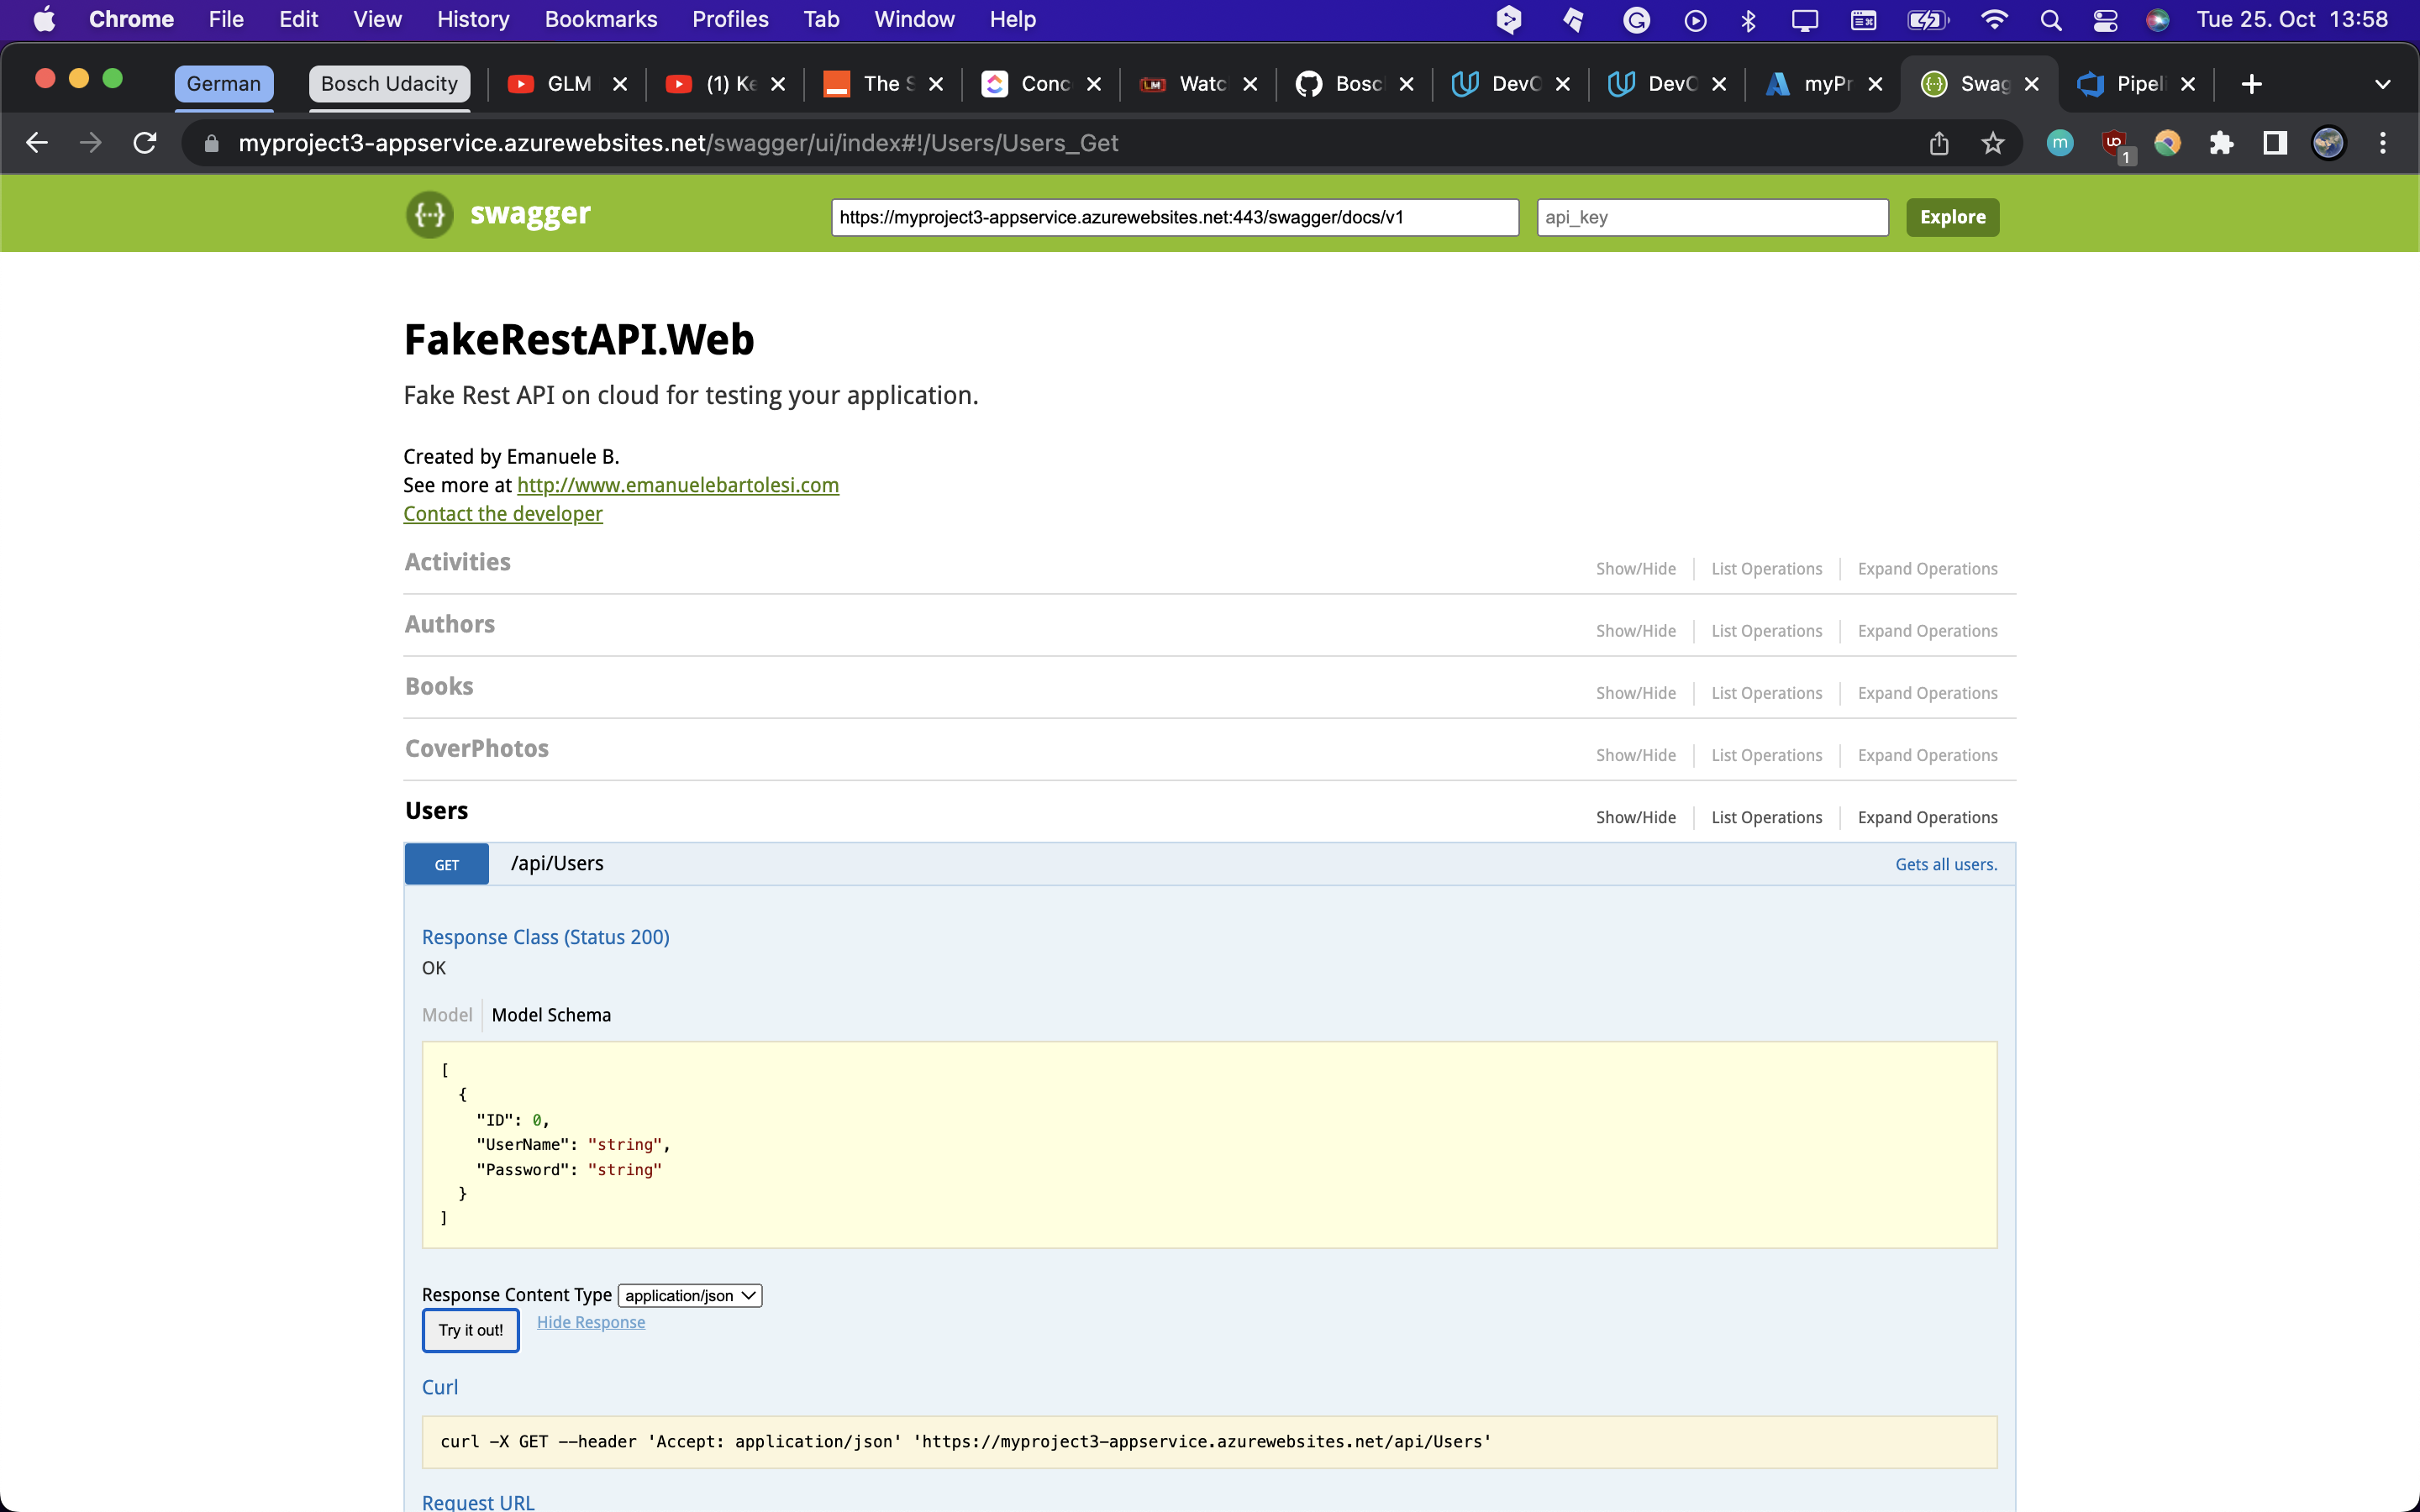 Chrome File Edit View History Bookmarks Profiles Tab Window Help Tue 25. Oct 13:58
German Bosch Udacity GLM (1) Ke The S Conc Watc Bosc DevO DevO myPr Swag Pipeli
myproject3-appservice.azurewebsites.net/swagger/ui/index#!/Users/Users_Get
m
1
swagger https://myproject3-appservice.azurewebsites.net:443/swagger/docs/v1 api_key Explore
FakeRestAPI.Web
Fake Rest API on cloud for testing your application.
Created by Emanuele B.
See more at http://www.emanuelebartolesi.com
Contact the developer
Activities Show/Hide List Operations Expand Operations
Authors Show/Hide List Operations Expand Operations
Books Show/Hide List Operations Expand Operations
CoverPhotos Show/Hide List Operations Expand Operations
Users Show/Hide List Operations Expand Operations
GET /api/Users Gets all users.
Response Class (Status 200)
OK
Model Model Schema
[
{
"ID": 0,
"UserName": "string",
"Password": "string"
}
]
Response Content Type application/json
Try it out! Hide Response
Curl
curl -X GET --header 'Accept: application/json' 'https://myproject3-appservice.azurewebsites.net/api/Users'
Request URL